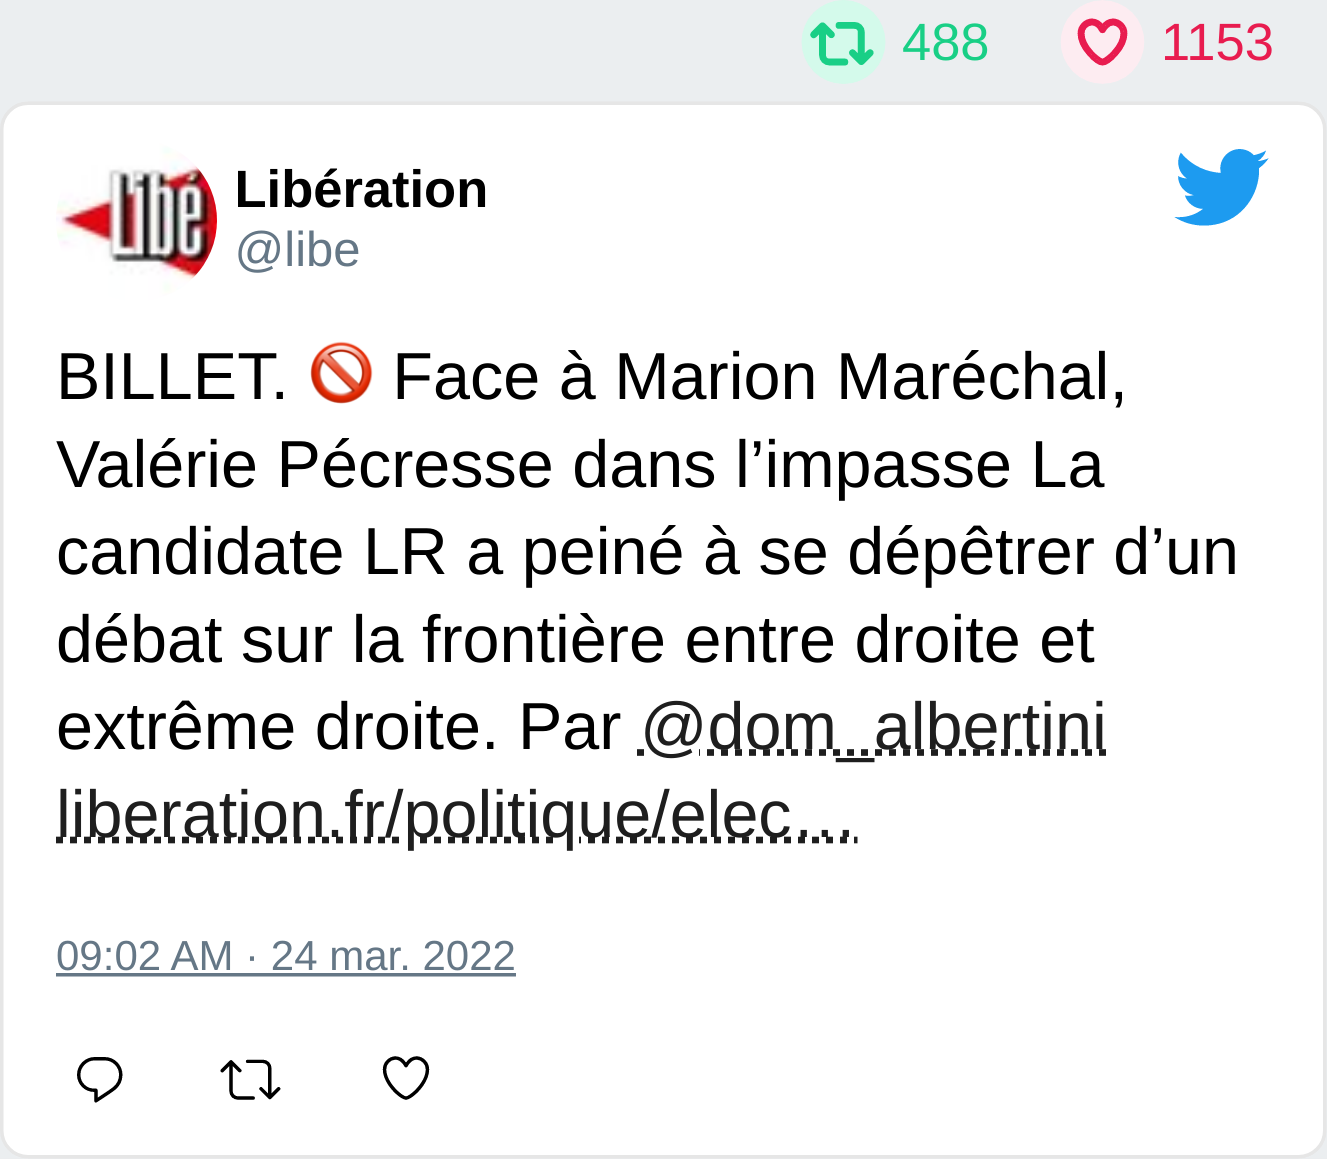 488 1153
Libé
Libération
@libe
BILLET. 🚫 Face à Marion Maréchal,
Valérie Pécresse dans l’impasse La
candidate LR a peiné à se dépêtrer d’un
débat sur la frontière entre droite et
extrême droite. Par @dom_albertini
liberation.fr/politique/elec…
09:02 AM · 24 mar. 2022